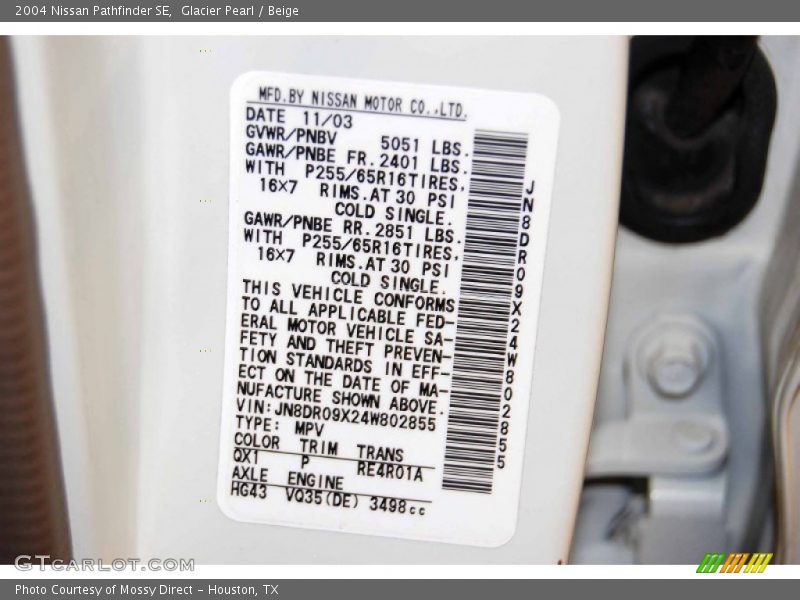 2004 Nissan Pathfinder SE,  Glacier Pearl / Beige
MFD.BY NISSAN MOTOR CO.,LTD.
DATE 11/03
GVWR/PNBV 5051 LBS.
GAWR/PNBE FR.2401 LBS.
WITH P255/65R16TIRES,
16X7 RIMS.AT 30 PSI
COLD SINGLE.
GAWR/PNBE RR.2851 LBS.
WITH P255/65R16TIRES,
16X7 RIMS.AT 30 PSI
COLD SINGLE.
THIS VEHICLE CONFORMS
TO ALL APPLICABLE FED-
ERAL MOTOR VEHICLE SA-
FETY AND THEFT PREVEN-
TION STANDARDS IN EFF-
ECT ON THE DATE OF MA-
NUFACTURE SHOWN ABOVE.
VIN:JN8DR09X24W802855
TYPE: MPV
COLOR TRIM TRANS
QX1 P RE4R01A
AXLE ENGINE
HG43 VQ35(DE) 3498cc
JN8DR09X24W802855
GTCARLOT.COM
Photo Courtesy of Mossy Direct - Houston, TX